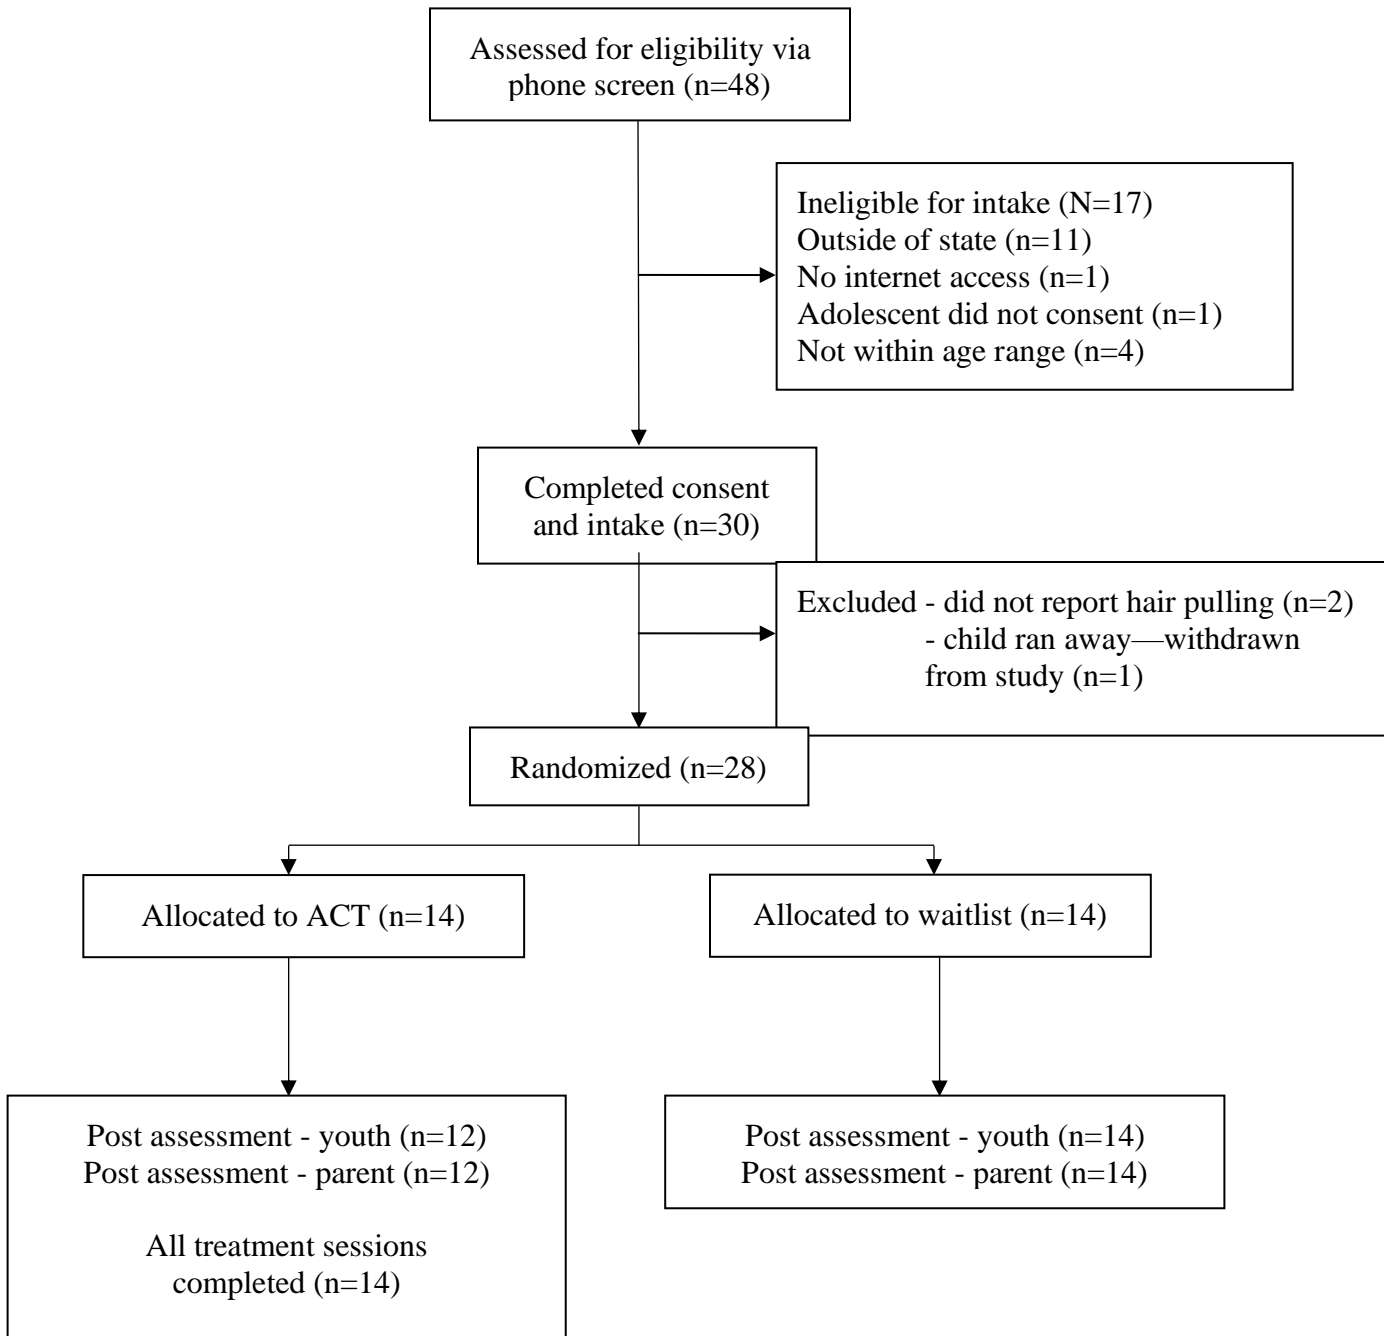 Assessed for eligibility via
phone screen (n=48)
Ineligible for intake (N=17)
Outside of state (n=11)
No internet access (n=1)
Adolescent did not consent (n=1)
Not within age range (n=4)
Completed consent
and intake (n=30)
Excluded - did not report hair pulling (n=2)
- child ran away—withdrawn
from study (n=1)
Randomized (n=28)
Allocated to ACT (n=14)
Allocated to waitlist (n=14)
Post assessment - youth (n=12)
Post assessment - parent (n=12)
All treatment sessions
completed (n=14)
Post assessment - youth (n=14)
Post assessment - parent (n=14)